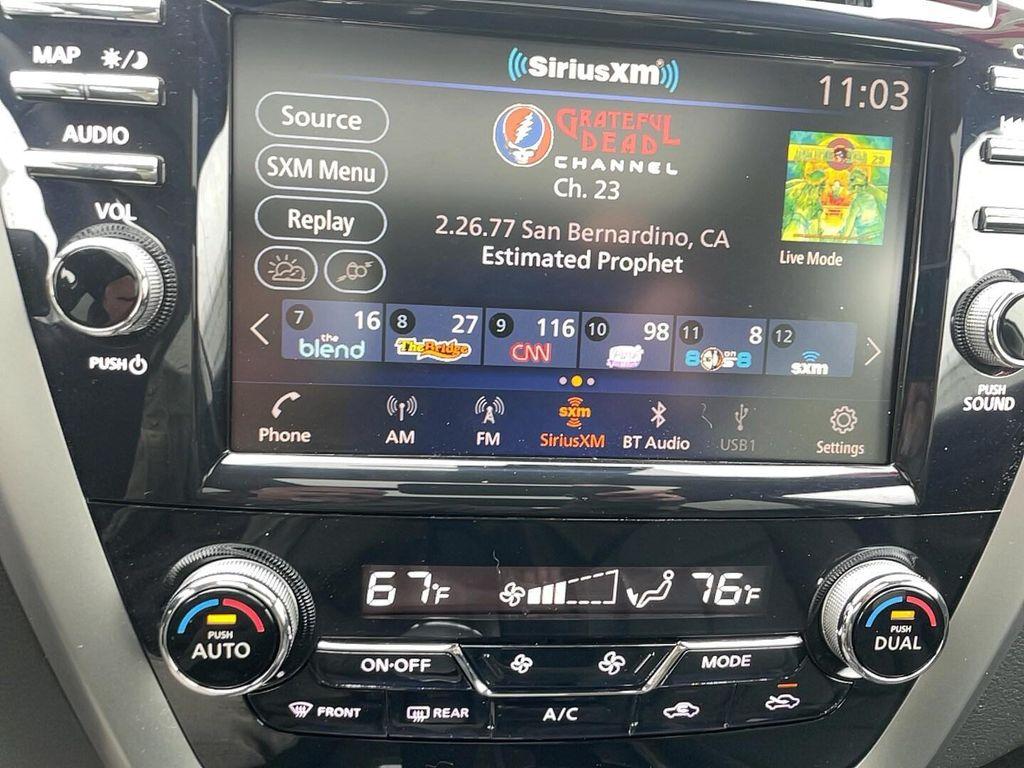 MAP
AUDIO
VOL
PUSH
SiriusXM
11:03
Source
SXM Menu
Replay
GRATEFUL
DEAD
CHANNEL
Ch. 23
2.26.77 San Bernardino, CA
Estimated Prophet
29
Live Mode
7 16
the
blend
8 27
The Bridge
9 116
CNN
10 98
11 8
80s on 8
12
sxm
Phone
AM
FM
sxm
SiriusXM
BT Audio
USB1
Settings
PUSH
SOUND
67°F
76°F
PUSH
AUTO
PUSH
DUAL
ON·OFF
MODE
FRONT
REAR
A/C